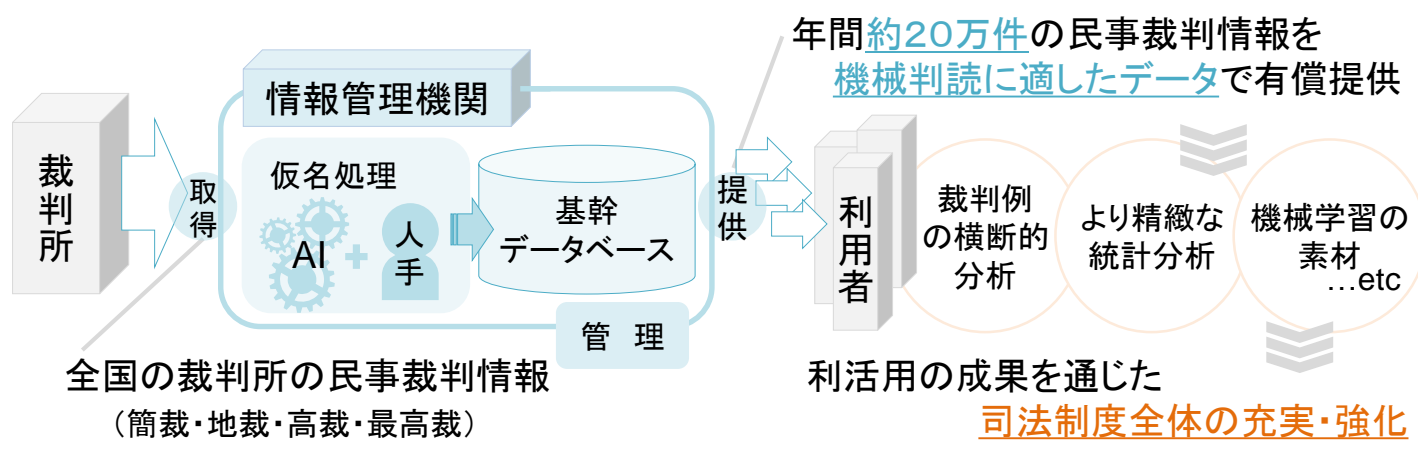 年間約20万件の民事裁判情報を
機械判読に適したデータで有償提供
情報管理機関
裁判所
取得
仮名処理
AI
+
人手
基幹
データベース
提供
管 理
利用者
裁判例
の横断的
分析
より精緻な
統計分析
機械学習の
素材
…etc
全国の裁判所の民事裁判情報
（簡裁・地裁・高裁・最高裁）
利活用の成果を通じた
司法制度全体の充実・強化